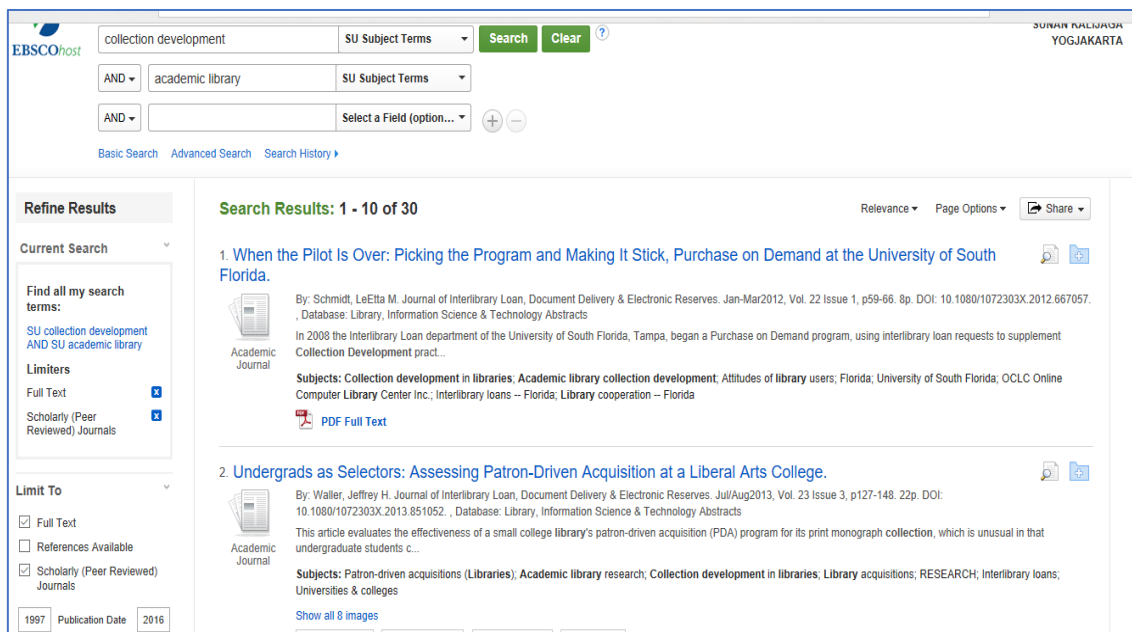 SUNAN KALIJAGA
YOGJAKARTA
EBSCOhost
collection development SU Subject Terms Search Clear ?
AND academic library SU Subject Terms
AND Select a Field (option...
Basic Search Advanced Search Search History
Refine Results
Current Search
Find all my search
terms:
SU collection development
AND SU academic library
Limiters
Full Text x
Scholarly (Peer
Reviewed) Journals x
Limit To
Full Text
References Available
Scholarly (Peer Reviewed)
Journals
1997 Publication Date 2016
Search Results: 1 - 10 of 30 Relevance Page Options Share
1. When the Pilot Is Over: Picking the Program and Making It Stick, Purchase on Demand at the University of South
Florida.
Academic
Journal
By: Schmidt, LeEtta M. Journal of Interlibrary Loan, Document Delivery & Electronic Reserves. Jan-Mar2012, Vol. 22 Issue 1, p59-66. 8p. DOI: 10.1080/1072303X.2012.667057.
, Database: Library, Information Science & Technology Abstracts
In 2008 the Interlibrary Loan department of the University of South Florida, Tampa, began a Purchase on Demand program, using interlibrary loan requests to supplement
Collection Development pract...
Subjects: Collection development in libraries; Academic library collection development; Attitudes of library users; Florida; University of South Florida; OCLC Online
Computer Library Center Inc.; Interlibrary loans -- Florida; Library cooperation -- Florida
PDF Full Text
2. Undergrads as Selectors: Assessing Patron-Driven Acquisition at a Liberal Arts College.
Academic
Journal
By: Waller, Jeffrey H. Journal of Interlibrary Loan, Document Delivery & Electronic Reserves. Jul/Aug2013, Vol. 23 Issue 3, p127-148. 22p. DOI:
10.1080/1072303X.2013.851052. , Database: Library, Information Science & Technology Abstracts
This article evaluates the effectiveness of a small college library's patron-driven acquisition (PDA) program for its print monograph collection, which is unusual in that
undergraduate students c...
Subjects: Patron-driven acquisitions (Libraries); Academic library research; Collection development in libraries; Library acquisitions; RESEARCH; Interlibrary loans;
Universities & colleges
Show all 8 images